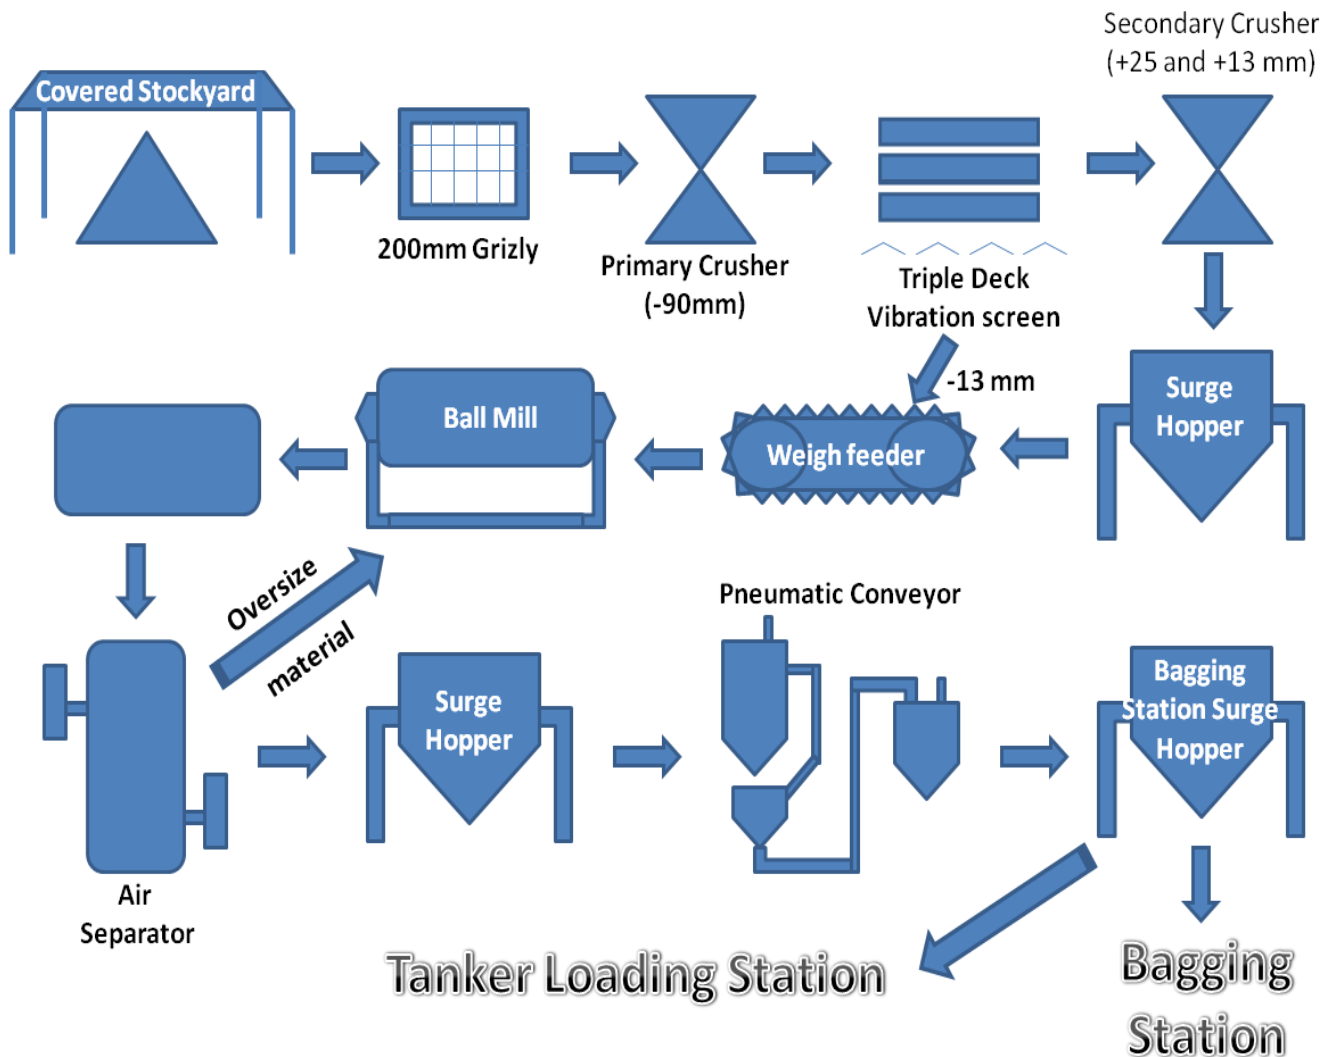 Secondary Crusher
(+25 and +13 mm)
Covered Stockyard
200mm Grizly
Primary Crusher
(-90mm)
Triple Deck
Vibration screen
-13 mm
Surge
Hopper
Weigh feeder
Ball Mill
Oversize
material
Air
Separator
Surge
Hopper
Pneumatic Conveyor
Bagging
Station Surge
Hopper
Tanker Loading Station
Bagging
Station